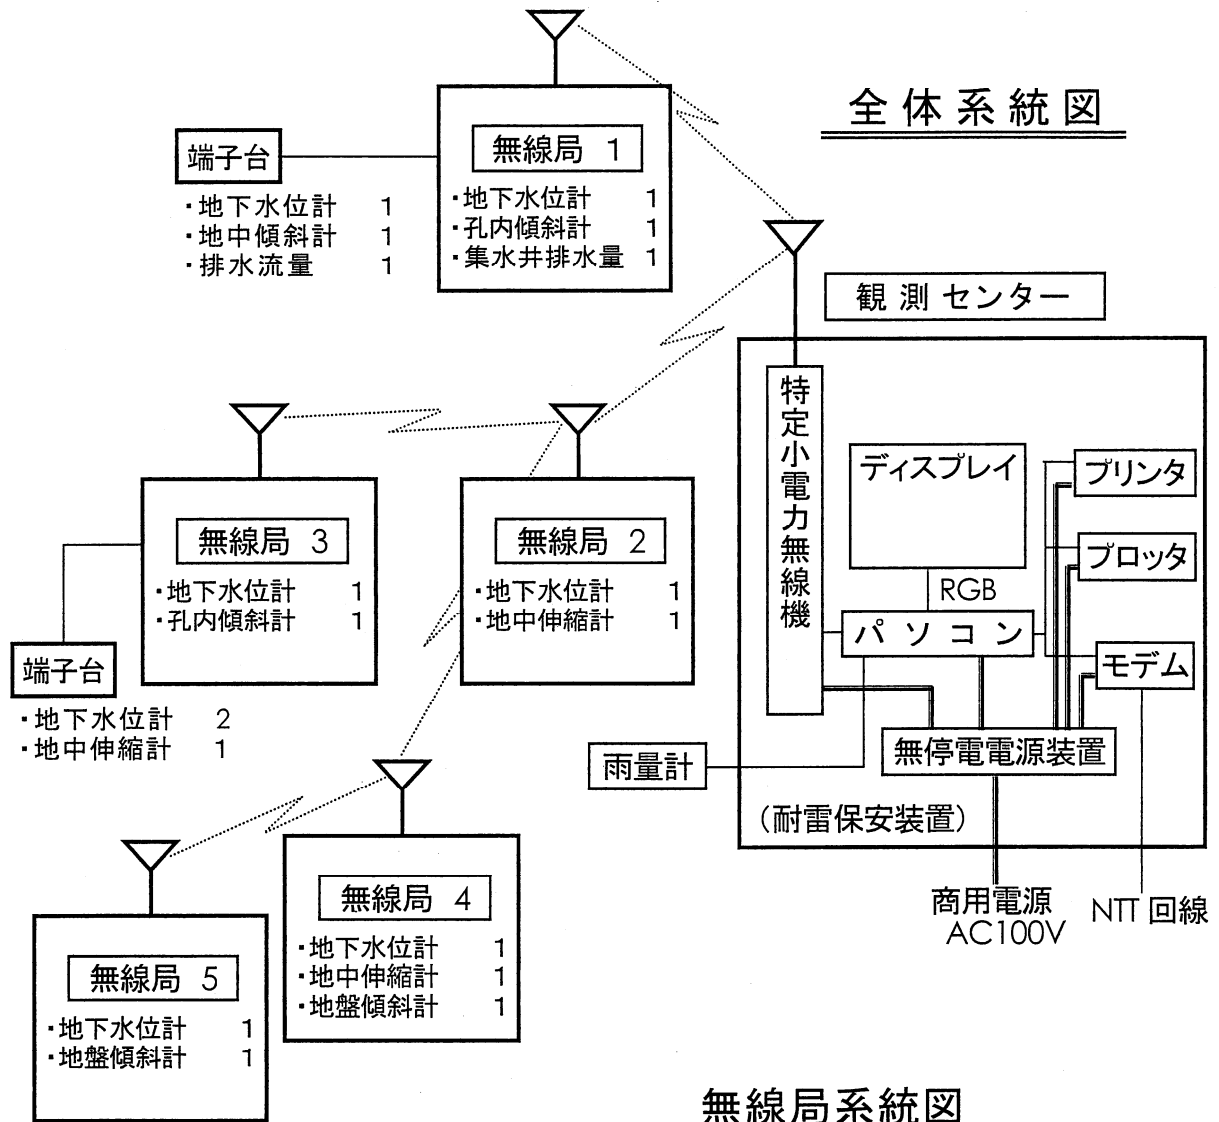 全体系統図
無線局 1
・地下水位計 1
・孔内傾斜計 1
・集水井排水量 1
端子台
・地下水位計 1
・地中傾斜計 1
・排水流量 1
観測センター
特定小電力無線機
ディスプレイ
RGB
パソコン
プリンタ
プロッタ
モデム
無停電電源装置
(耐雷保安装置)
雨量計
商用電源
AC100V
NTT 回線
無線局 3
・地下水位計 1
・孔内傾斜計 1
端子台
・地下水位計 2
・地中伸縮計 1
無線局 2
・地下水位計 1
・地中伸縮計 1
無線局 4
・地下水位計 1
・地中伸縮計 1
・地盤傾斜計 1
無線局 5
・地下水位計 1
・地盤傾斜計 1
無線局系統図